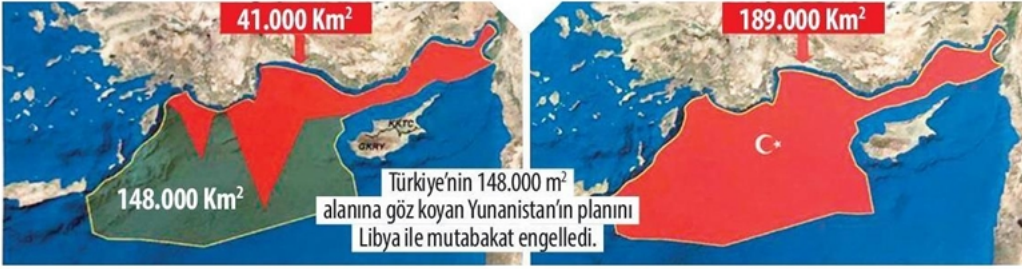 41.000 Km²
189.000 Km²
KKTC
GKRY
148.000 Km²
Türkiye'nin 148.000 m²
alanına göz koyan Yunanistan'ın planını
Libya ile mutabakat engelledi.